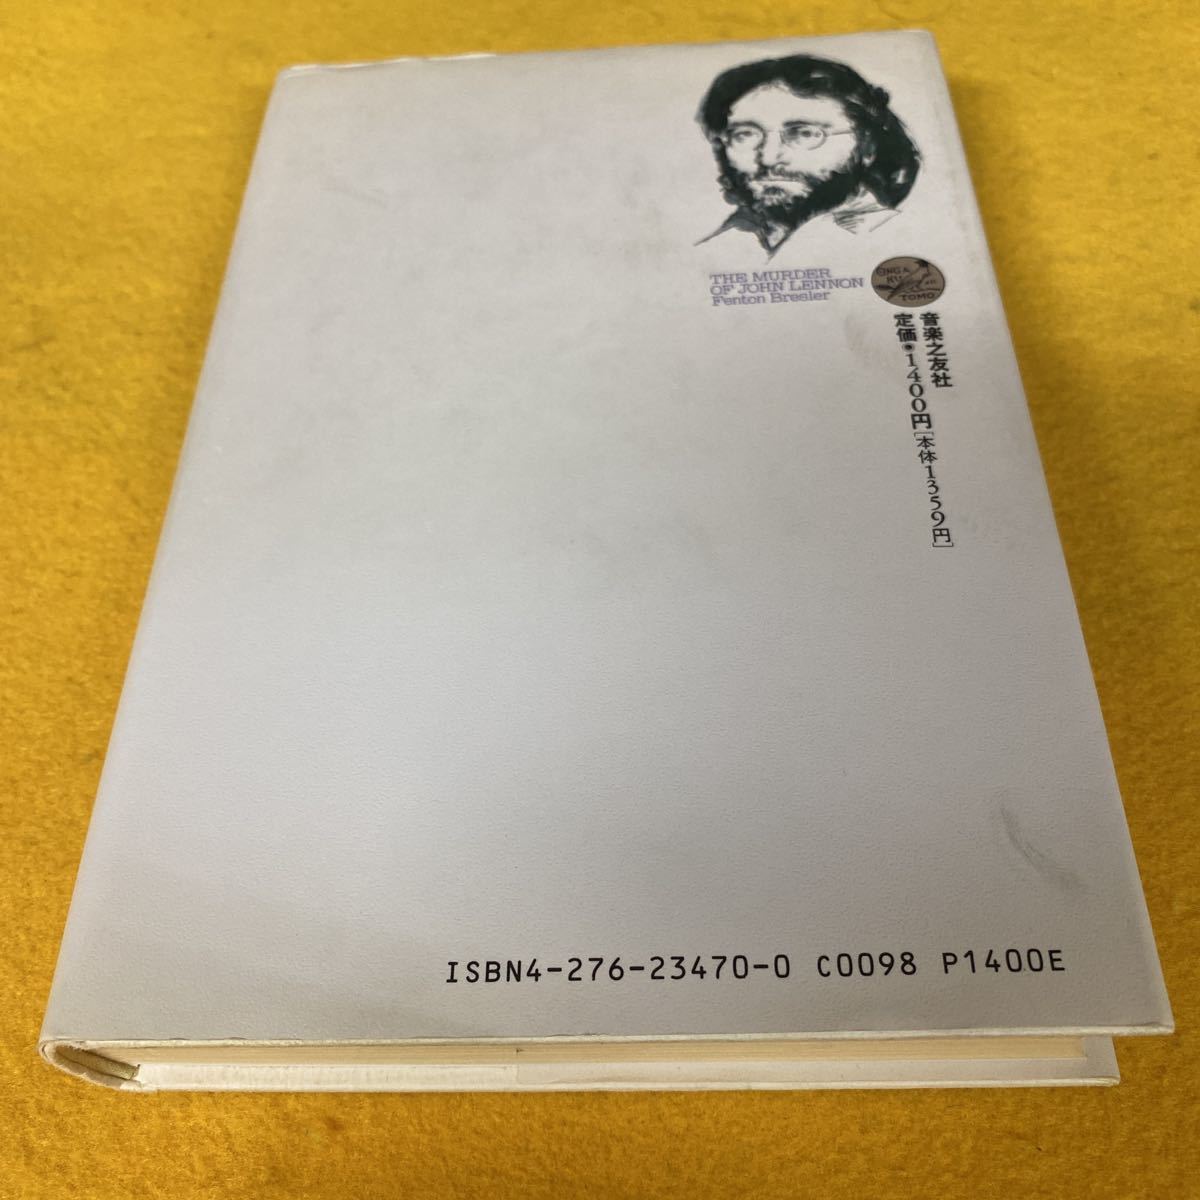 THE MURDER
OF JOHN LENNON
Fenton Bresler
ONGAKU
TOMO
音楽之友社
定価●1400円[本体1359円]
ISBN4-276-23470-0 C0098 P1400E